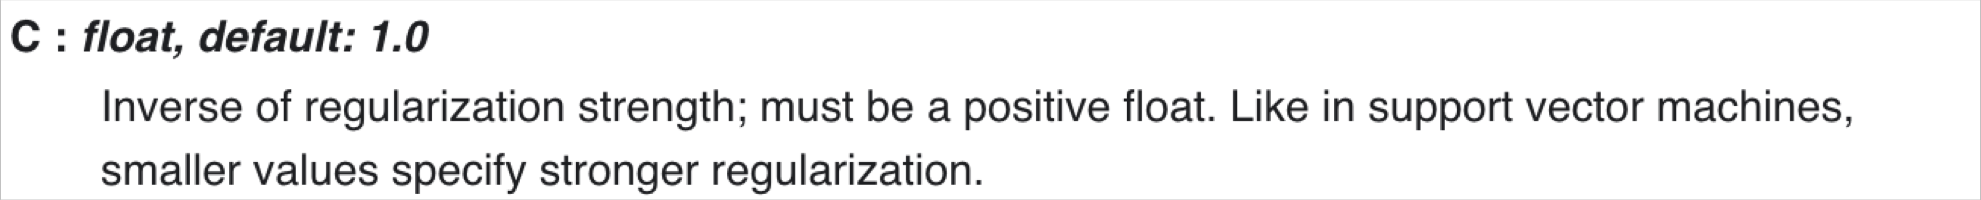 C : float, default: 1.0
Inverse of regularization strength; must be a positive float. Like in support vector machines,
smaller values specify stronger regularization.